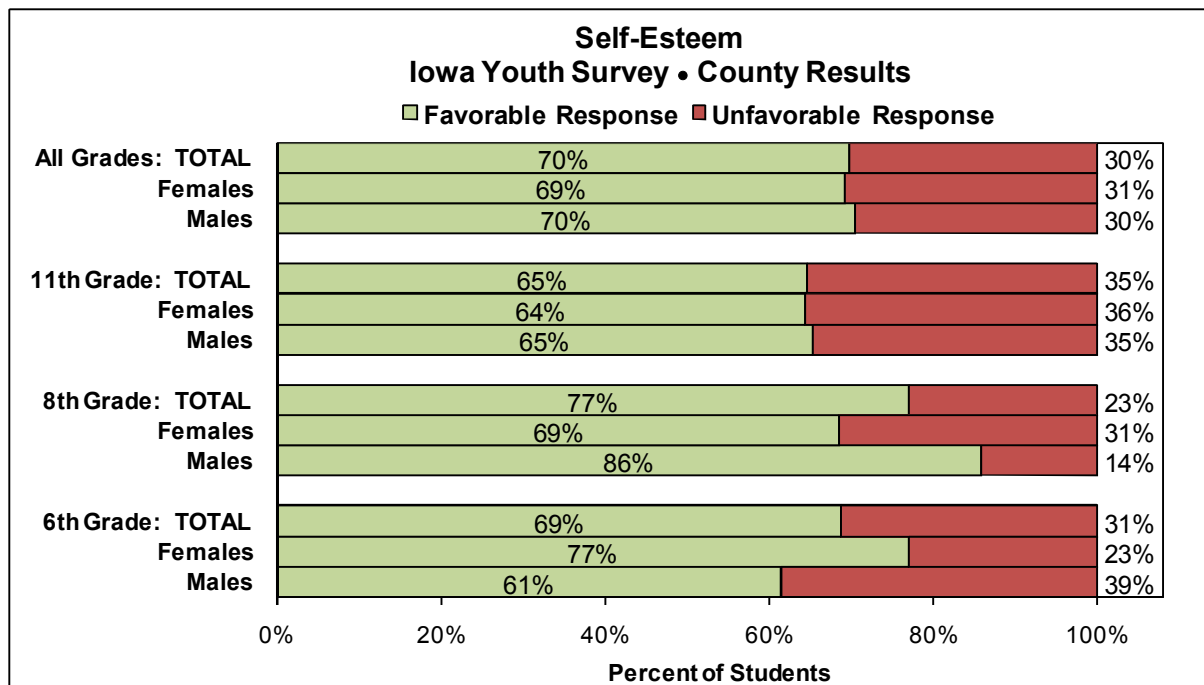 Self-Esteem
Iowa Youth Survey • County Results
Favorable Response Unfavorable Response
All Grades: TOTAL 70% 30%
Females 69% 31%
Males 70% 30%
11th Grade: TOTAL 65% 35%
Females 64% 36%
Males 65% 35%
8th Grade: TOTAL 77% 23%
Females 69% 31%
Males 86% 14%
6th Grade: TOTAL 69% 31%
Females 77% 23%
Males 61% 39%
0% 20% 40% 60% 80% 100%
Percent of Students